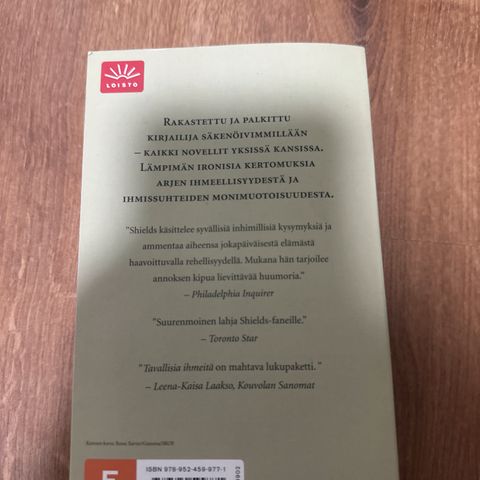 LOISTO
RAKASTETTU JA PALKITTU
KIRJAILIJA SÄKENÖIVIMMILLÄÄN
– KAIKKI NOVELLIT YKSISSÄ KANSISSA.
LÄMPIMÄN IRONISIA KERTOMUKSIA
ARJEN IHMEELLISYYDESTÄ JA
IHMISSUHTEIDEN MONIMUOTOISUUDESTA.
"Shields käsittelee syvällisiä inhimillisiä kysymyksiä ja
ammentaa aiheensa jokapäiväisestä elämästä
haavoittuvalla rehellisyydellä. Mukana hän tarjoilee
annoksen kipua lievittävää huumoria."
– Philadelphia Inquirer
"Suurenmoinen lahja Shields-faneille."
– Toronto Star
"Tavallisia ihmeitä on mahtava lukupaketti."
– Leena-Kaisa Laakso, Kouvolan Sanomat
ISBN 978-952-459-977-1